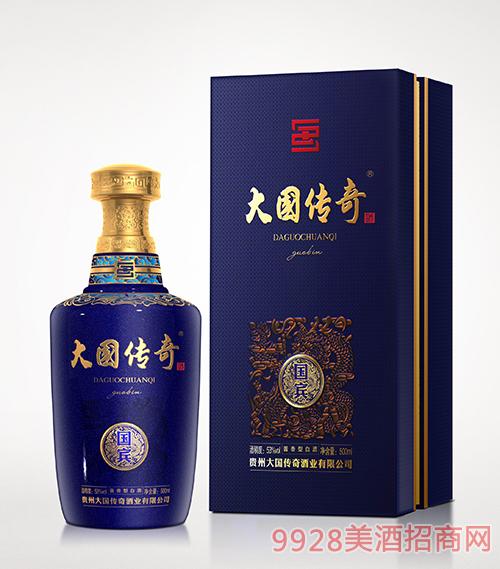 大国传奇®
DAGUOCHUANQI
guobin
国兵
酒精度：53%vol 酱香型白酒 净含量：500ml
贵州大国传奇酒业有限公司
大国传奇®
DAGUOCHUANQI
guobin
国兵
酒精度：53%vol 酱香型白酒 净含量：500ml
贵州大国传奇酒业有限公司
9928美酒招商网